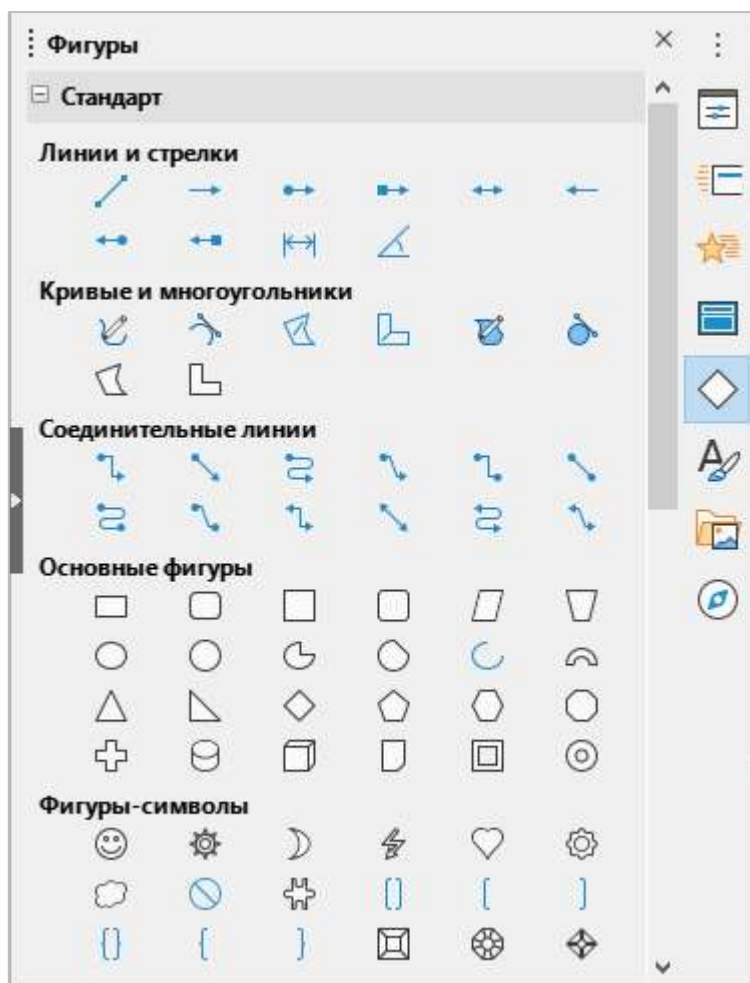 Фигуры
Стандарт
Линии и стрелки
Кривые и многоугольники
Соединительные линии
Основные фигуры
Фигуры-символы